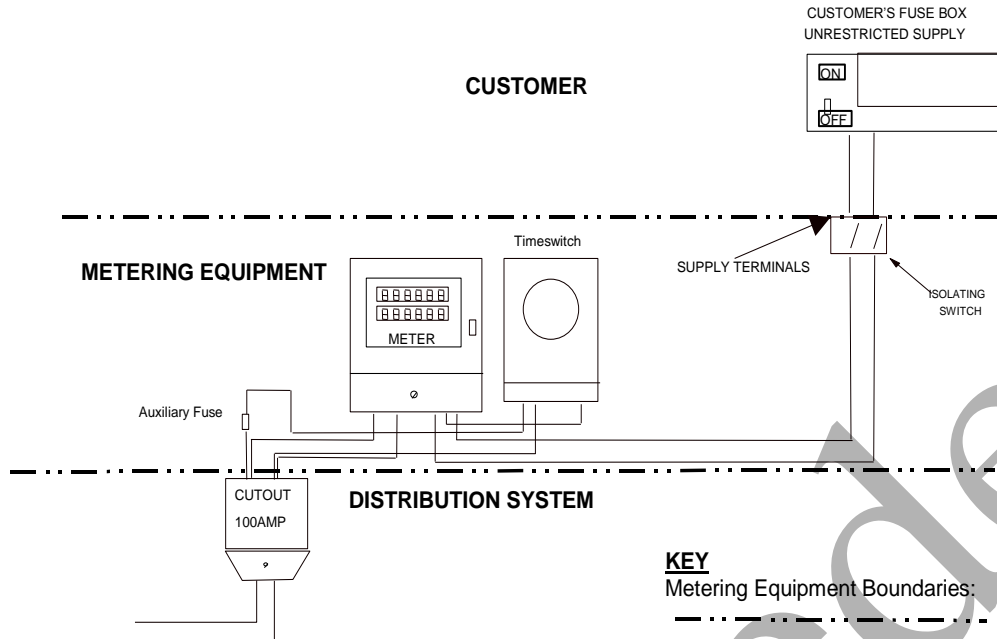 CUSTOMER'S FUSE BOX
UNRESTRICTED SUPPLY
ON
OFF
CUSTOMER
Timeswitch
METERING EQUIPMENT
SUPPLY TERMINALS
ISOLATING
SWITCH
METER
Auxiliary Fuse
CUTOUT
100AMP
DISTRIBUTION SYSTEM
KEY
Metering Equipment Boundaries: